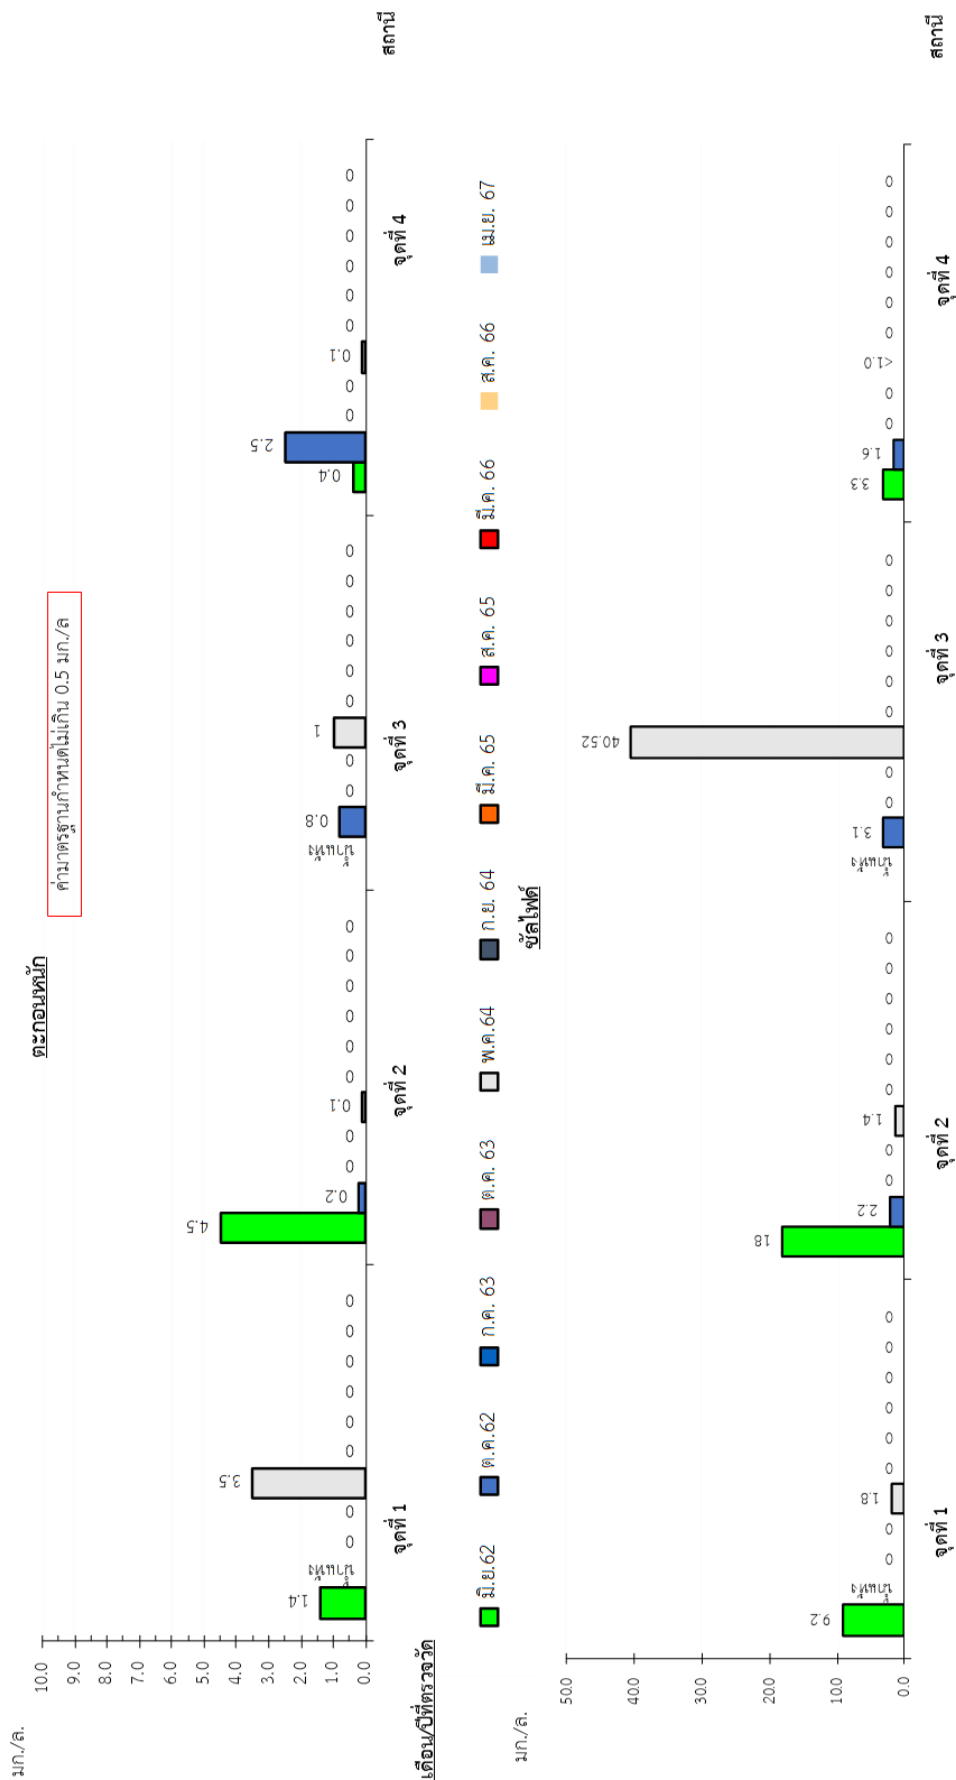 ตะกอนหนัก
มก./ล.
ค่ามาตรฐานกำหนดไม่เกิน 0.5 มก./ล
10.0
9.0
8.0
7.0
6.0
5.0
4.0
3.0
2.0
1.0
0.0
1.4 น้ำแห้ง 0 0 3.5 0 0 0 0 0 0
4.5 0.2 0 0 0.1 0 0 0 0 0 0
น้ำแห้ง 0.8 0 0 1 0 0 0 0 0 0
0.4 2.5 0 0 0.1 0 0 0 0 0 0
จุดที่ 1 จุดที่ 2 จุดที่ 3 จุดที่ 4 สถานี
เดือน/ปีที่ตรวจวัด
มิ.ย.62 ต.ค.62 ก.ค. 63 ต.ค. 63 พ.ค.64 ก.ย. 64 มี.ค. 65 ส.ค. 65 มี.ค. 66 ส.ค. 66 เม.ย. 67
ซัลไฟด์
มก./ล.
50.0
40.0
30.0
20.0
10.0
0.0
9.2 น้ำแห้ง 0 0 1.8 0 0 0 0 0 0
18 2.2 0 0 1.4 0 0 0 0 0 0
น้ำแห้ง 3.1 0 0 40.52 0 0 0 0 0 0
3.3 1.6 0 0 <1.0 0 0 0 0 0 0
จุดที่ 1 จุดที่ 2 จุดที่ 3 จุดที่ 4 สถานี